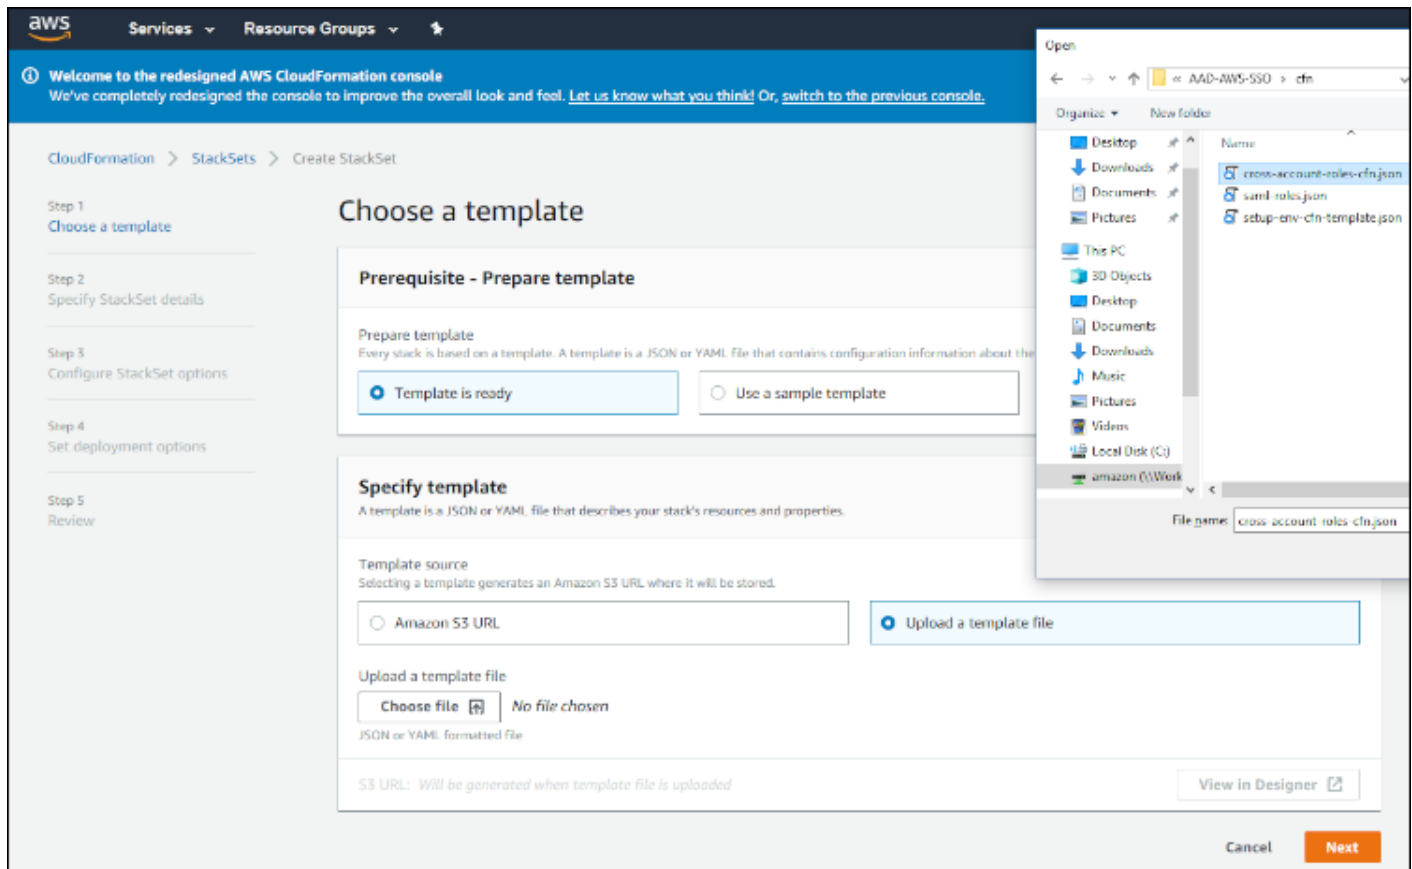 aws
Services
Resource Groups
Welcome to the redesigned AWS CloudFormation console
We've completely redesigned the console to improve the overall look and feel. Let us know what you think! Or, switch to the previous console.
CloudFormation > StackSets > Create StackSet
Step 1
Choose a template
Step 2
Specify StackSet details
Step 3
Configure StackSet options
Step 4
Set deployment options
Step 5
Review
Choose a template
Prerequisite - Prepare template
Prepare template
Every stack is based on a template. A template is a JSON or YAML file that contains configuration information about the
Template is ready
Use a sample template
Specify template
A template is a JSON or YAML file that describes your stack's resources and properties.
Template source
Selecting a template generates an Amazon S3 URL where it will be stored.
Amazon S3 URL
Upload a template file
Upload a template file
Choose file
No file chosen
JSON or YAML formatted file
S3 URL: Will be generated when template file is uploaded
View in Designer
Cancel
Next
Open
« AAD-AWS-SSO > cfn
Organize
New folder
Desktop
Downloads
Documents
Pictures
This PC
3D Objects
Desktop
Documents
Downloads
Music
Pictures
Videos
Local Disk (C:)
amazon (\\Work
Name
cross-account-roles-cfn.json
saml-roles.json
setup-env-cfn-template.json
File name: cross-account-roles-cfn.json